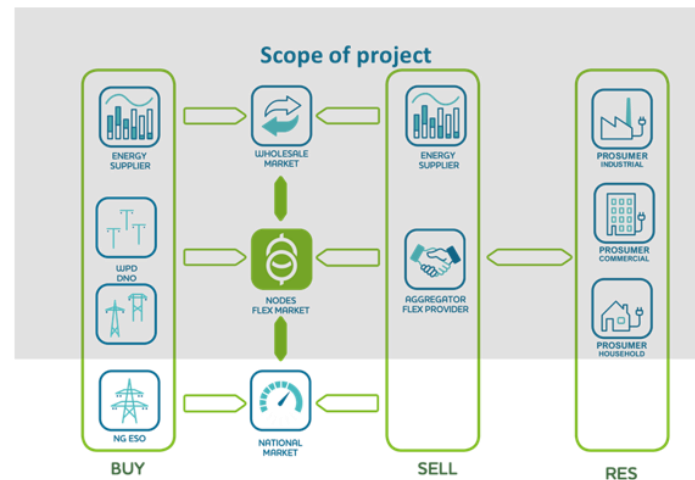 Scope of project
ENERGY
SUPPLIER
WHOLESALE
MARKET
ENERGY
SUPPLIER
PROSUMER
INDUSTRIAL
WPD
DNO
NODES
FLEX MARKET
AGGREGATOR
FLEX PROVIDER
PROSUMER
COMMERCIAL
PROSUMER
HOUSEHOLD
NG ESO
NATIONAL
MARKET
BUY
SELL
RES